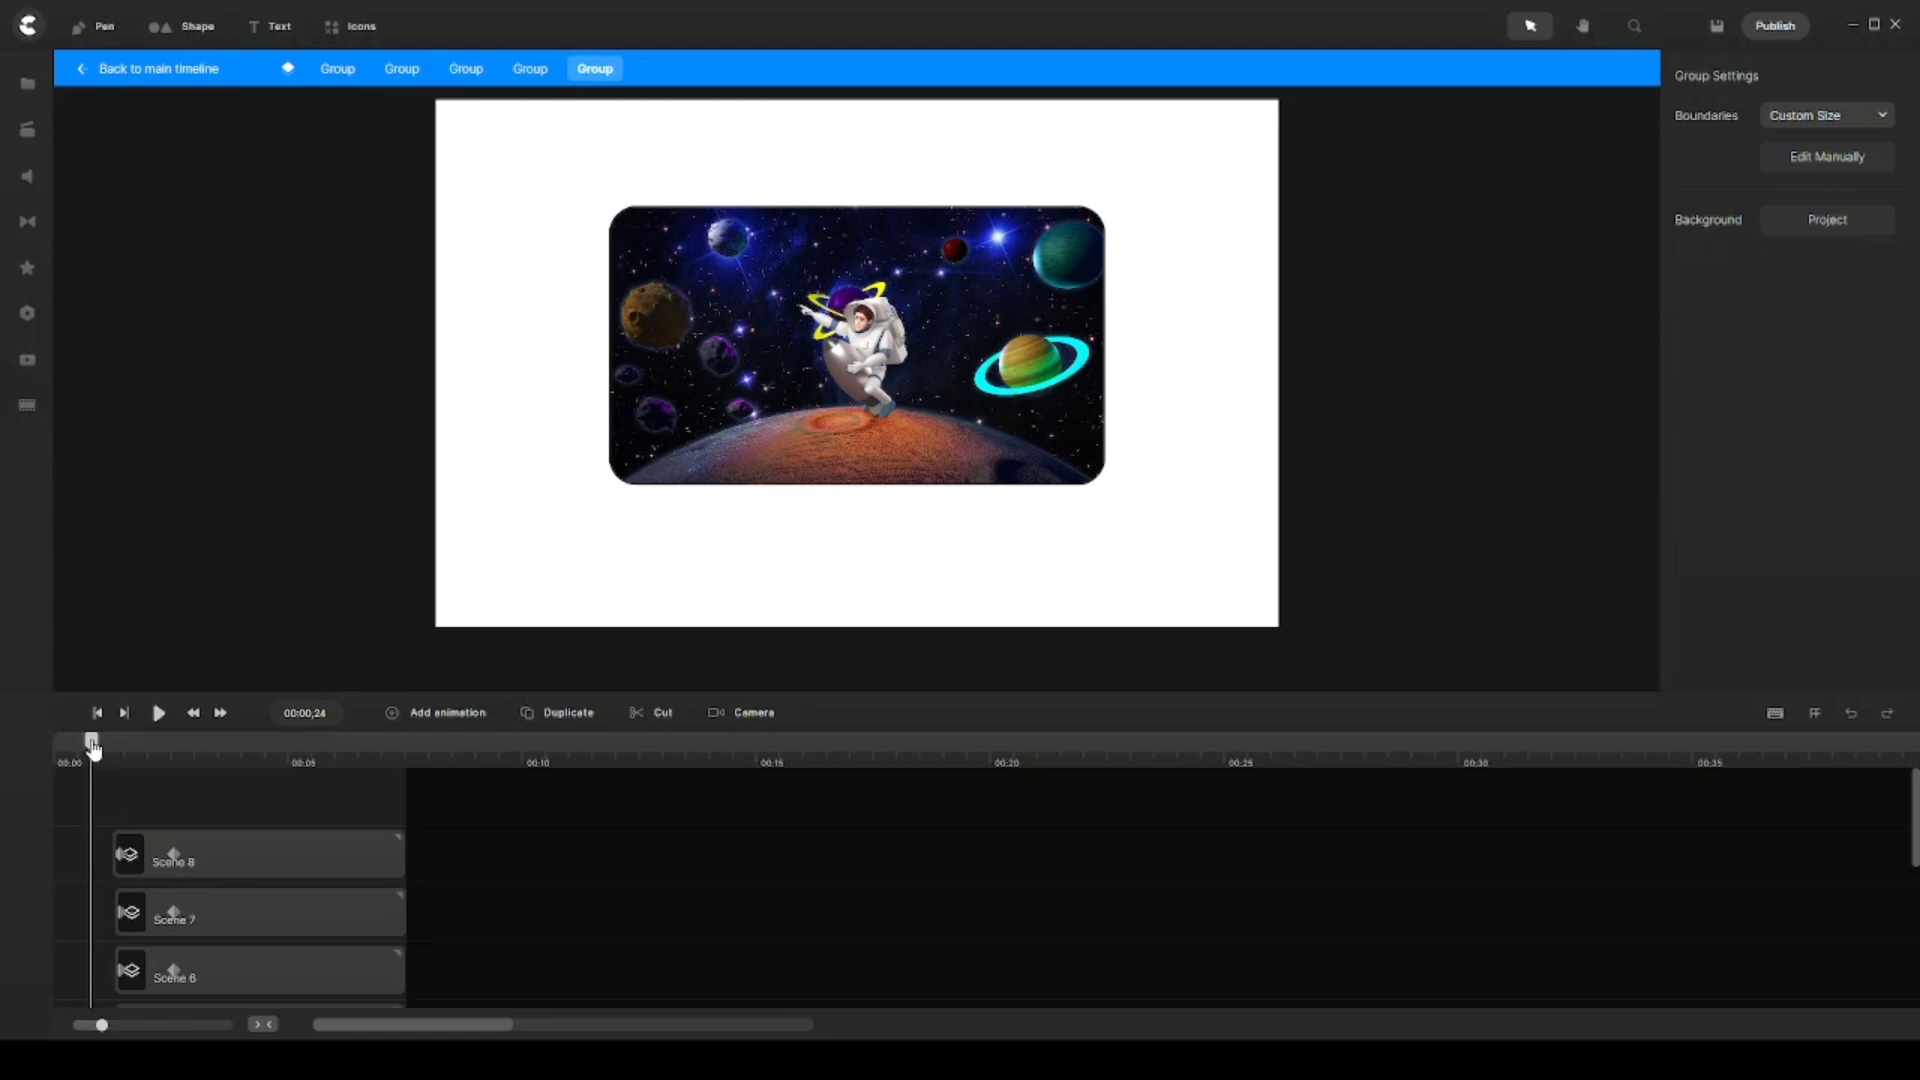 Pen Shape Text Icons Publish
Back to main timeline Group Group Group Group Group
Group Settings
Boundaries Custom Size
Edit Manually
Background Project
00:00,24 Add animation Duplicate Cut Camera
00:00 00:05 00:10 00:15 00:20 00:25 00:30 00:35
Scene 8
Scene 7
Scene 6